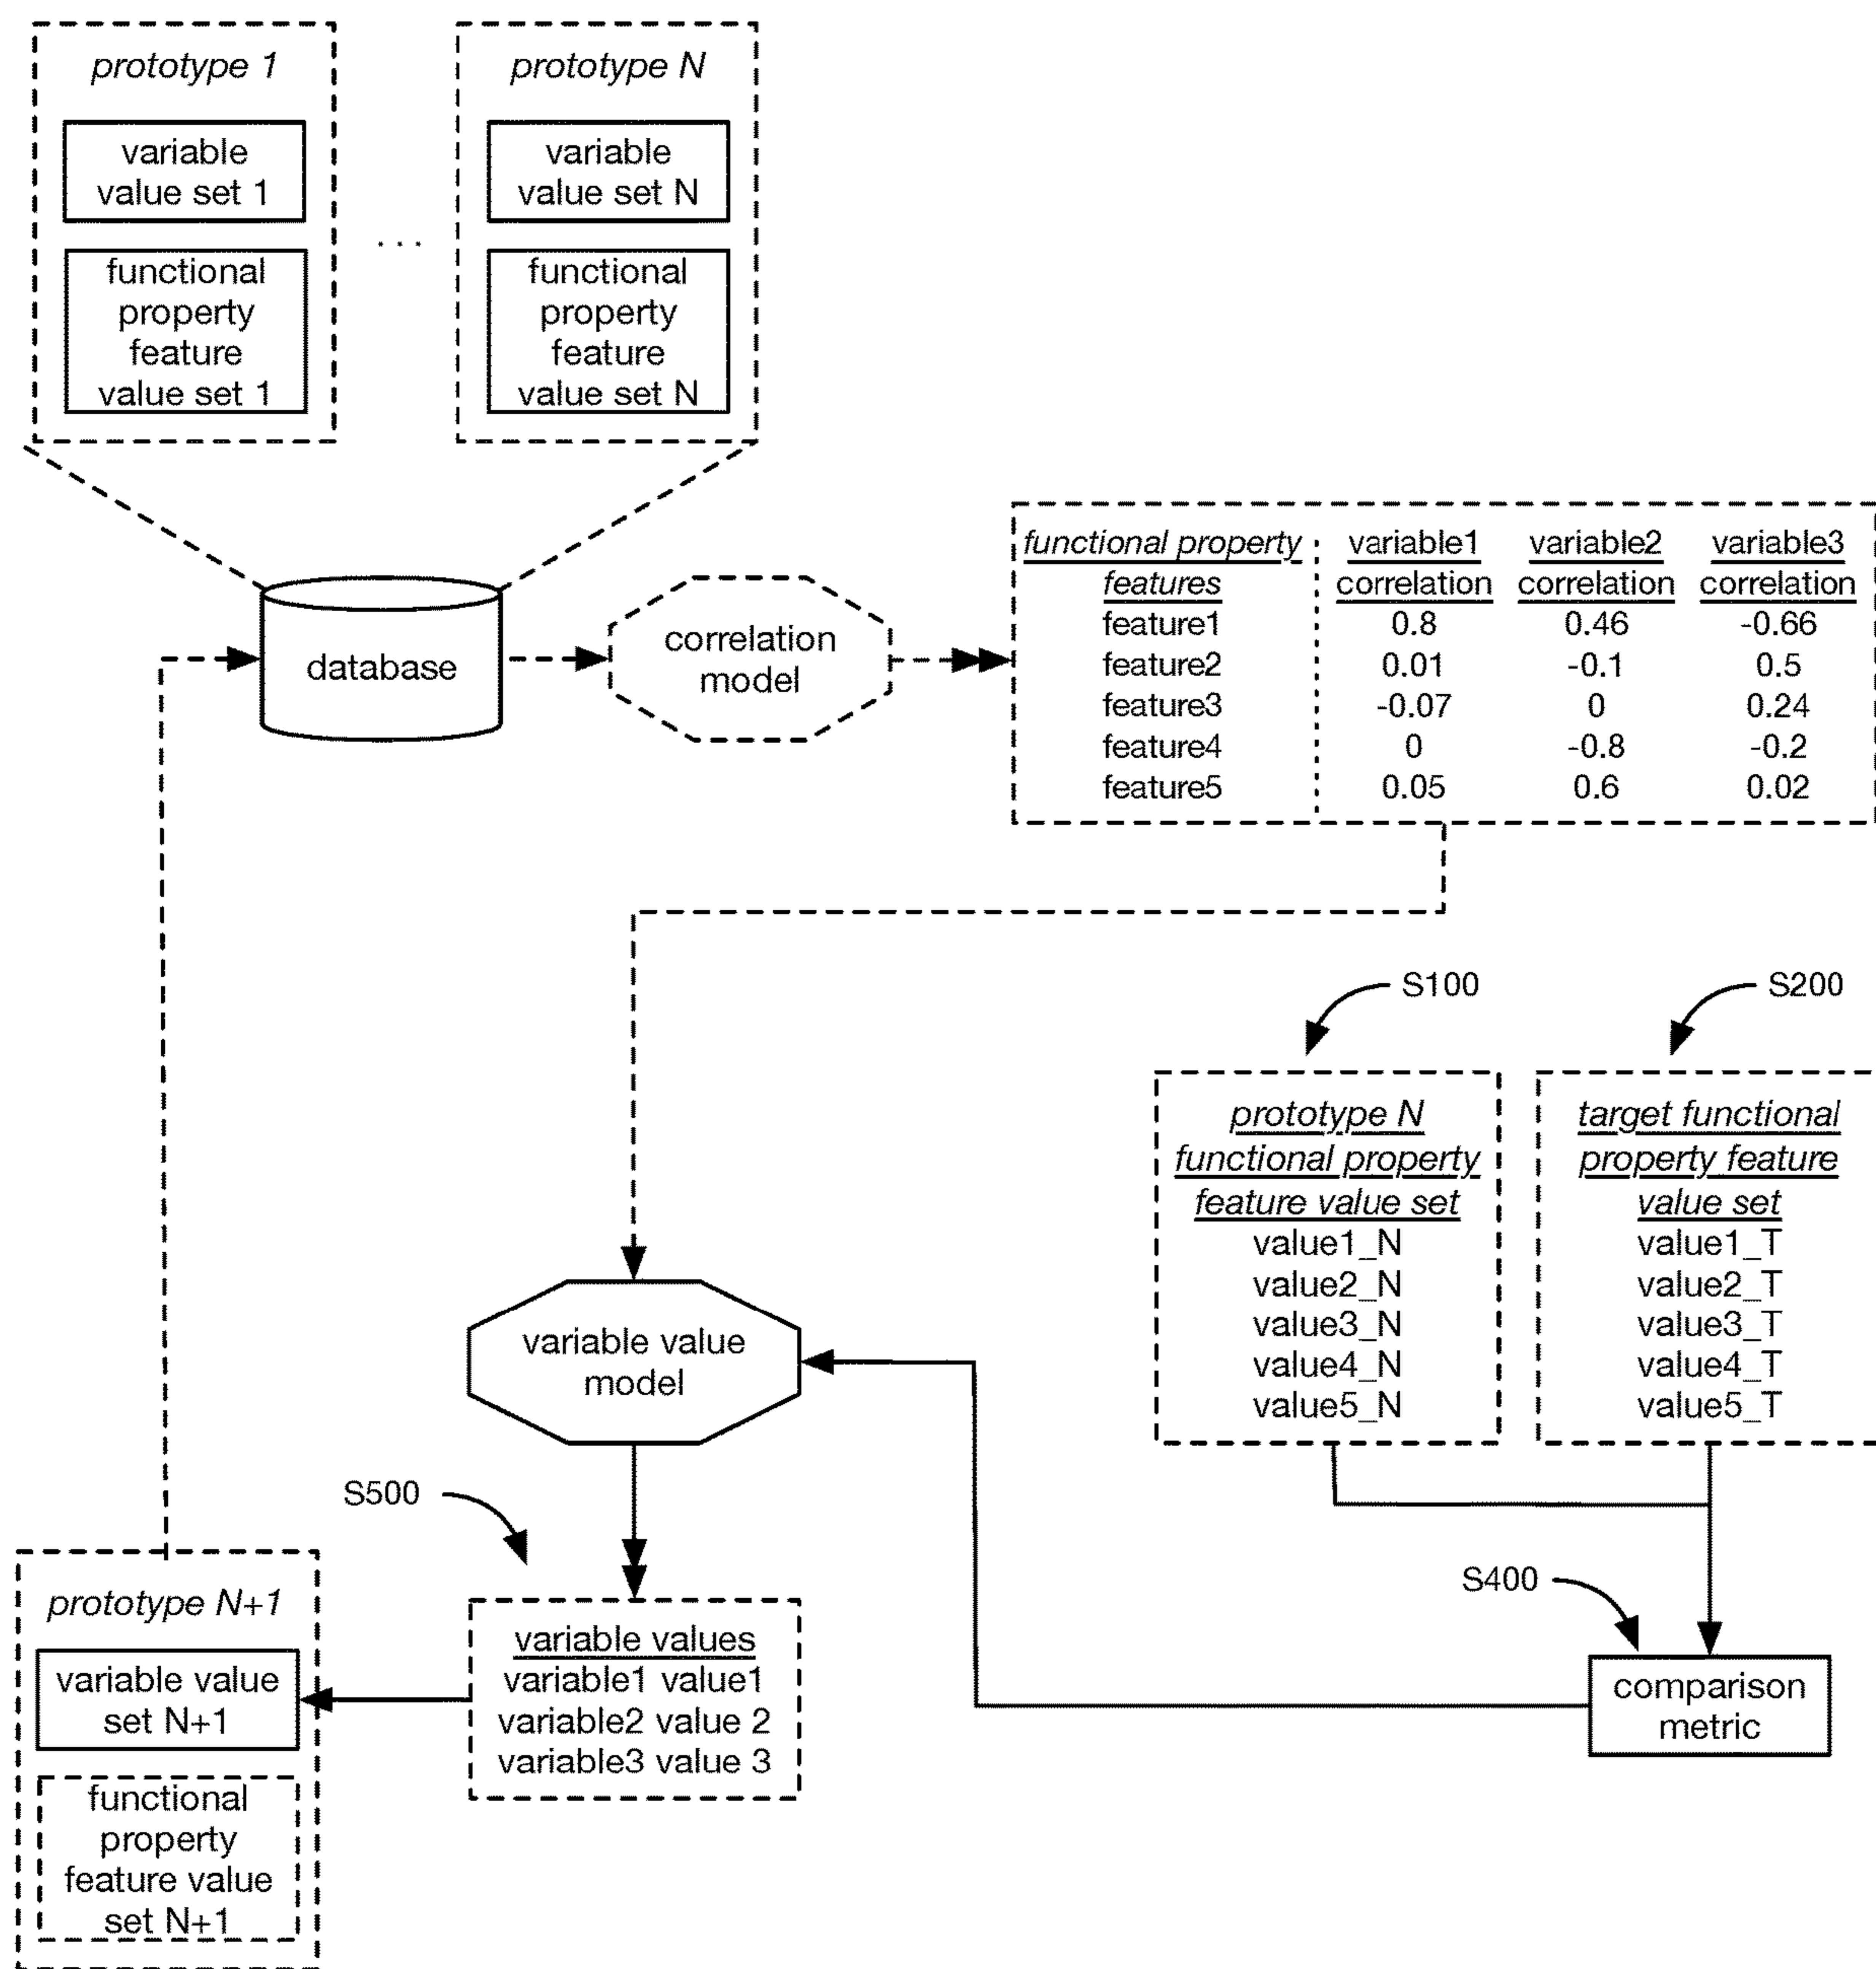 prototype 1
variable
value set 1
functional
property
feature
value set 1
...
prototype N
variable
value set N
functional
property
feature
value set N
database
correlation
model
functional property variable1 variable2 variable3
features correlation correlation correlation
feature1 0.8 0.46 -0.66
feature2 0.01 -0.1 0.5
feature3 -0.07 0 0.24
feature4 0 -0.8 -0.2
feature5 0.05 0.6 0.02
S100
prototype N
functional property
feature value set
value1_N
value2_N
value3_N
value4_N
value5_N
S200
target functional
property feature
value set
value1_T
value2_T
value3_T
value4_T
value5_T
variable value
model
S500
S400
comparison
metric
variable values
variable1 value1
variable2 value 2
variable3 value 3
prototype N+1
variable value
set N+1
functional
property
feature value
set N+1